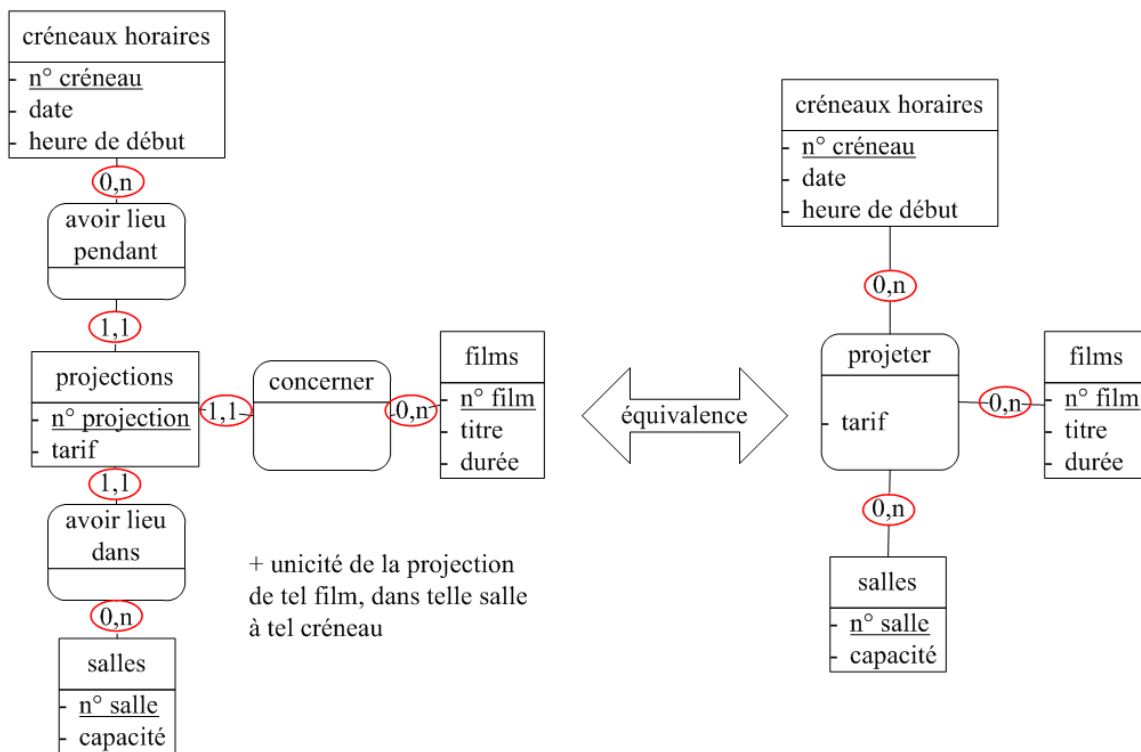 créneaux horaires
- n° créneau
- date
- heure de début
0,n
avoir lieu
pendant
1,1
projections
- n° projection
- tarif
1,1
concerner
0,n
films
- n° film
- titre
- durée
1,1
avoir lieu
dans
0,n
salles
- n° salle
- capacité
+ unicité de la projection
de tel film, dans telle salle
à tel créneau
équivalence
créneaux horaires
- n° créneau
- date
- heure de début
0,n
projeter
- tarif
0,n
films
- n° film
- titre
- durée
0,n
salles
- n° salle
- capacité